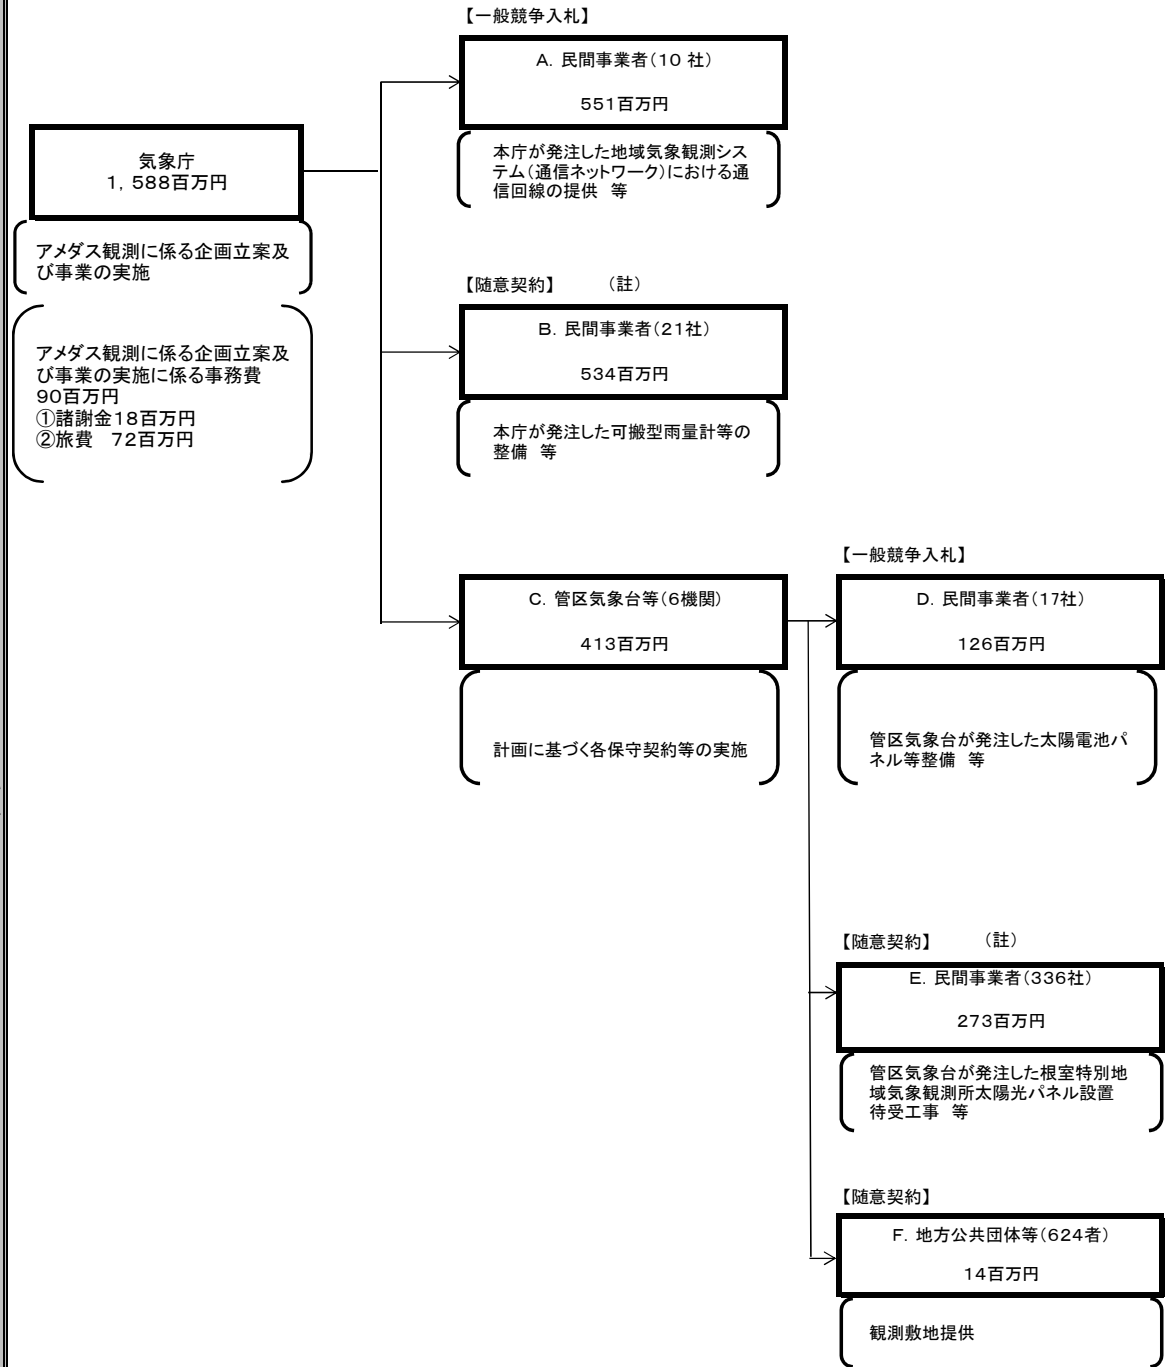 【一般競争入札】
A．民間事業者（10 社）
551百万円
本庁が発注した地域気象観測シス
テム（通信ネットワーク）における通
信回線の提供　等
気象庁
1，588百万円
アメダス観測に係る企画立案及
び事業の実施
アメダス観測に係る企画立案及
び事業の実施に係る事務費
90百万円
①諸謝金18百万円
②旅費　72百万円
【随意契約】　　（註）
B．民間事業者（21社）
534百万円
本庁が発注した可搬型雨量計等の
整備　等
C．管区気象台等（6機関）
413百万円
計画に基づく各保守契約等の実施
【一般競争入札】
D．民間事業者（17社）
126百万円
管区気象台が発注した太陽電池パ
ネル等整備　等
【随意契約】　　（註）
E．民間事業者（336社）
273百万円
管区気象台が発注した根室特別地
域気象観測所太陽光パネル設置
待受工事　等
【随意契約】
F．地方公共団体等（624者）
14百万円
観測敷地提供